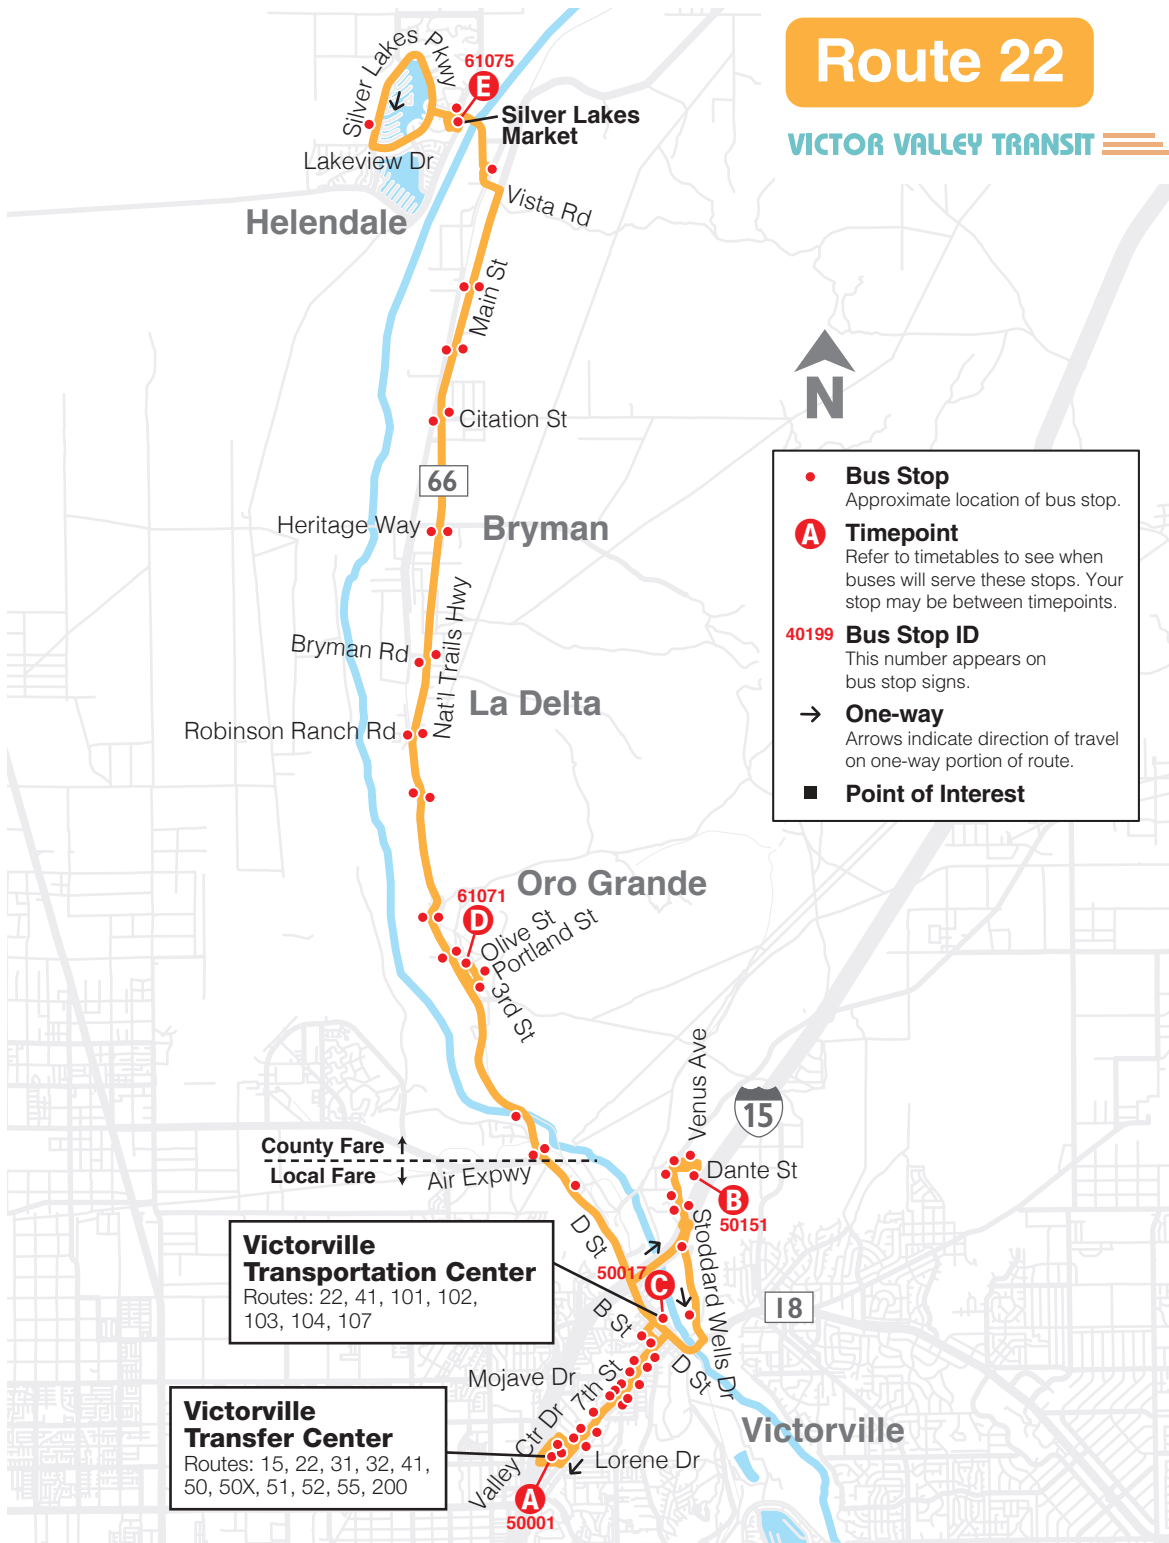 Route 22
VICTOR VALLEY TRANSIT
Silver Lakes Pkwy
61075
E
Silver Lakes
Market
Lakeview Dr
Helendale
Vista Rd
Main St
N
Citation St
66
Heritage Way
Bryman
Bus Stop
Approximate location of bus stop.
A
Timepoint
Refer to timetables to see when
buses will serve these stops. Your
stop may be between timepoints.
40199
Bus Stop ID
This number appears on
bus stop signs.
One-way
Arrows indicate direction of travel
on one-way portion of route.
Point of Interest
Bryman Rd
Nat'l Trails Hwy
La Delta
Robinson Ranch Rd
Oro Grande
61071
D
Olive St
Portland St
3rd St
Venus Ave
15
County Fare
Local Fare
Air Expwy
Dante St
B
50151
D St
Stoddard Wells Dr
Victorville
Transportation Center
Routes: 22, 41, 101, 102,
103, 104, 107
50017
C
18
B St
D St
Mojave Dr
7th St
Victorville
Transfer Center
Routes: 15, 22, 31, 32, 41,
50, 50X, 51, 52, 55, 200
Valley Ctr Dr
Victorville
Lorene Dr
A
50001